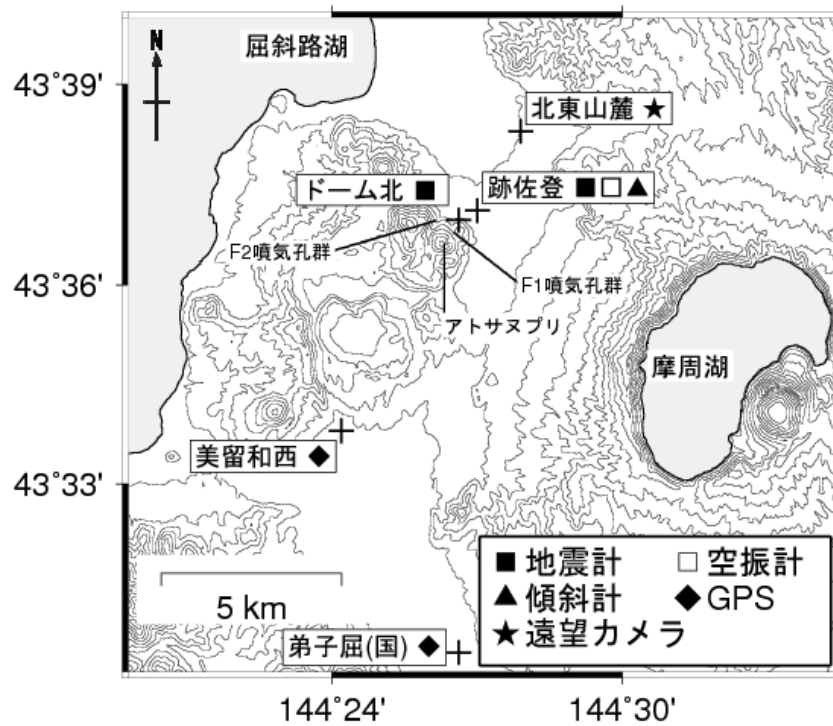 N
屈斜路湖
43°39'
北東山麓 ★
ドーム北 ■
跡佐登 ■□▲
F2噴気孔群
F1噴気孔群
43°36'
アトサヌプリ
摩周湖
美留和西 ◆
43°33'
■地震計 □空振計
▲傾斜計 ◆GPS
★遠望カメラ
5 km
弟子屈(国) ◆
144°24' 144°30'